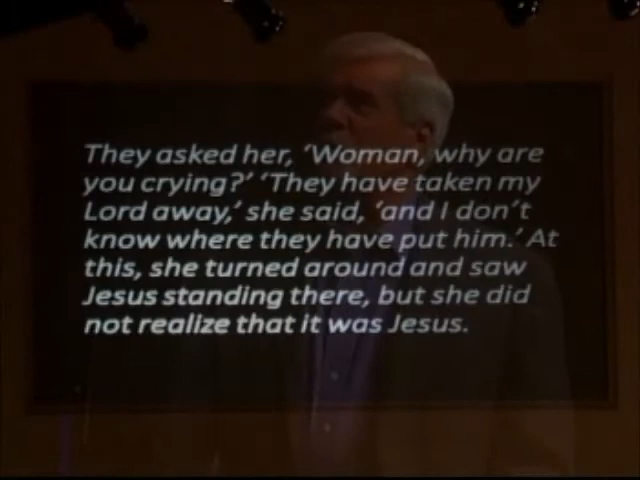 They asked her, ‘Woman, why are
you crying?’ ‘They have taken my
Lord away,’ she said, ‘and I don’t
know where they have put him.’ At
this, she turned around and saw
Jesus standing there, but she did
not realize that it was Jesus.